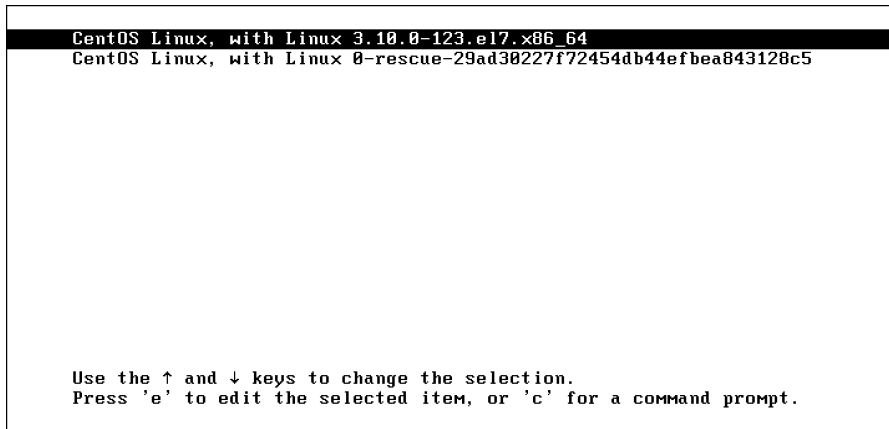 CentOS Linux, with Linux 3.10.0-123.el7.x86_64
CentOS Linux, with Linux 0-rescue-29ad30227f72454db44efbea843128c5
Use the ↑ and ↓ keys to change the selection.
Press 'e' to edit the selected item, or 'c' for a command prompt.